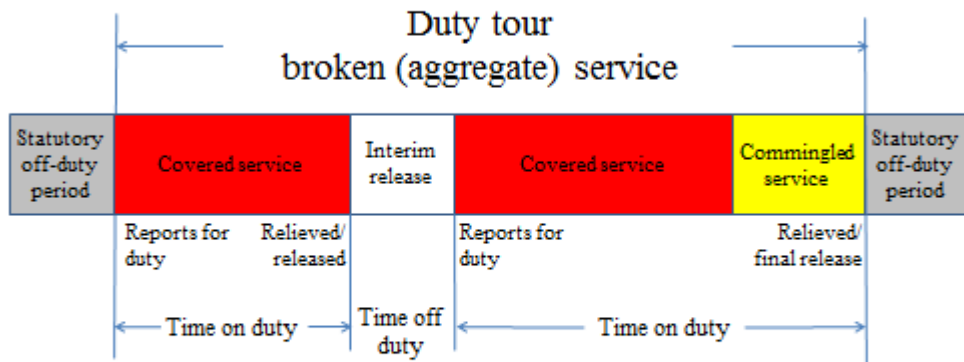 Duty tour
broken (aggregate) service
Statutory
off-duty
period
Covered service
Interim
release
Covered service
Commingled
service
Statutory
off-duty
period
Reports for
duty
Relieved/
released
Reports for
duty
Relieved/
final release
Time on duty
Time off
duty
Time on duty